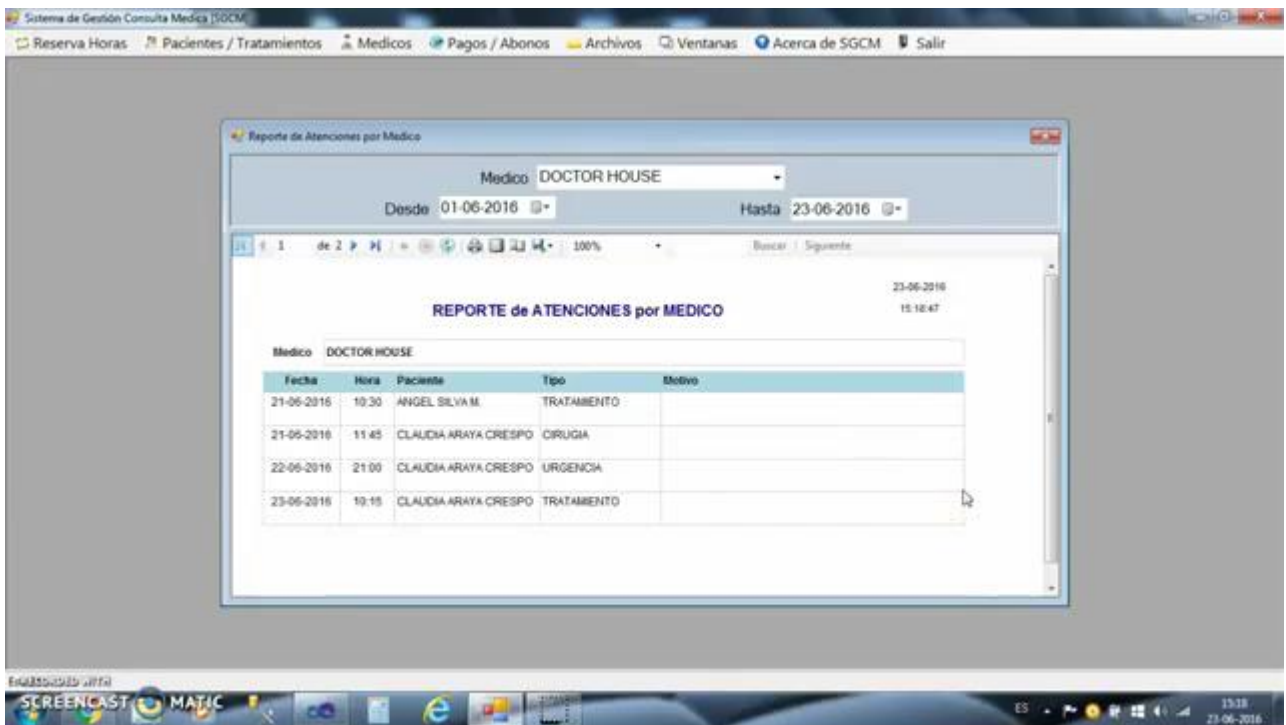 Sistema de Gestión Consulta Medica [SGCM]
Reserva Horas Pacientes / Tratamientos Medicos Pagos / Abonos Archivos Ventanas Acerca de SGCM Salir
Reporte de Atenciones por Medico
Medico DOCTOR HOUSE
Desde 01-06-2016 Hasta 23-06-2016
1 de 2 100% Buscar | Siguiente
23-06-2016
REPORTE de ATENCIONES por MEDICO
Medico DOCTOR HOUSE
Fecha Hora Paciente Tipo Motivo
21-06-2016 10:30 ANGEL SILVA M. TRATAMIENTO
21-06-2016 11:45 CLAUDIA ARAYA CRESPO CIRUGIA
22-06-2016 21:00 CLAUDIA ARAYA CRESPO URGENCIA
23-06-2016 10:15 CLAUDIA ARAYA CRESPO TRATAMIENTO
RECORDED WITH
SCREENCAST MATIC
ES 15:18
23-06-2016